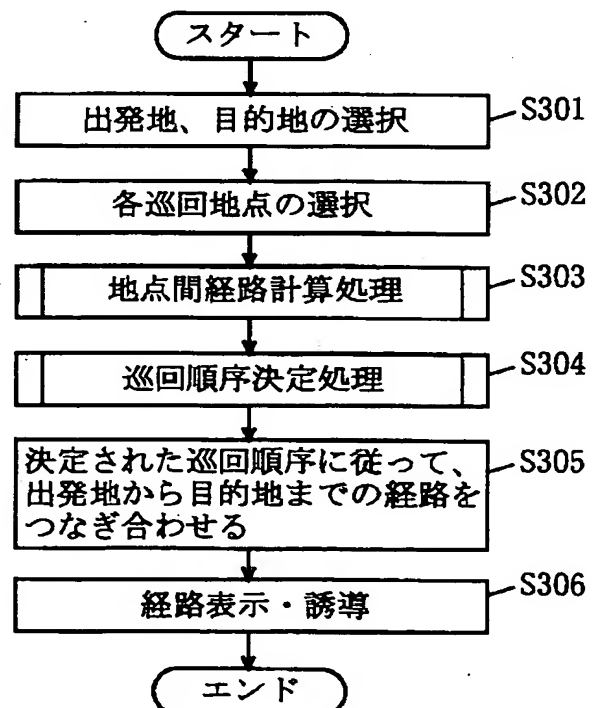 スタート
出発地、目的地の選択
S301
各巡回地点の選択
S302
地点間経路計算処理
S303
巡回順序決定処理
S304
決定された巡回順序に従って、
出発地から目的地までの経路を
つなぎ合わせる
S305
経路表示・誘導
S306
エンド